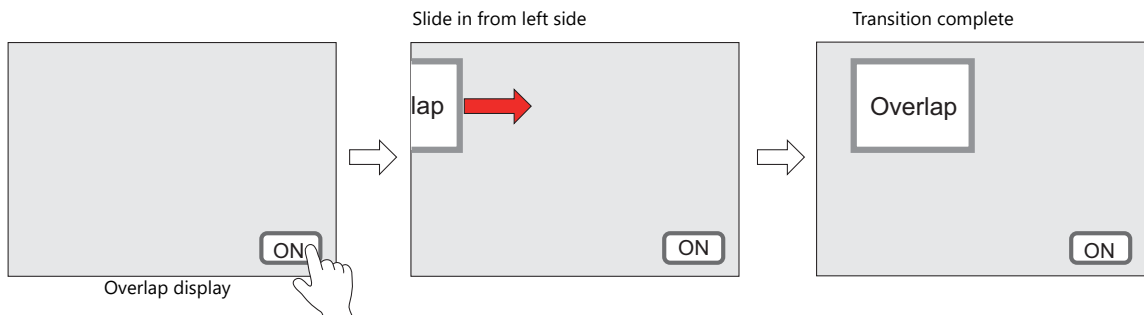 Slide in from left side
Transition complete
lap
Overlap
ON
ON
ON
Overlap display